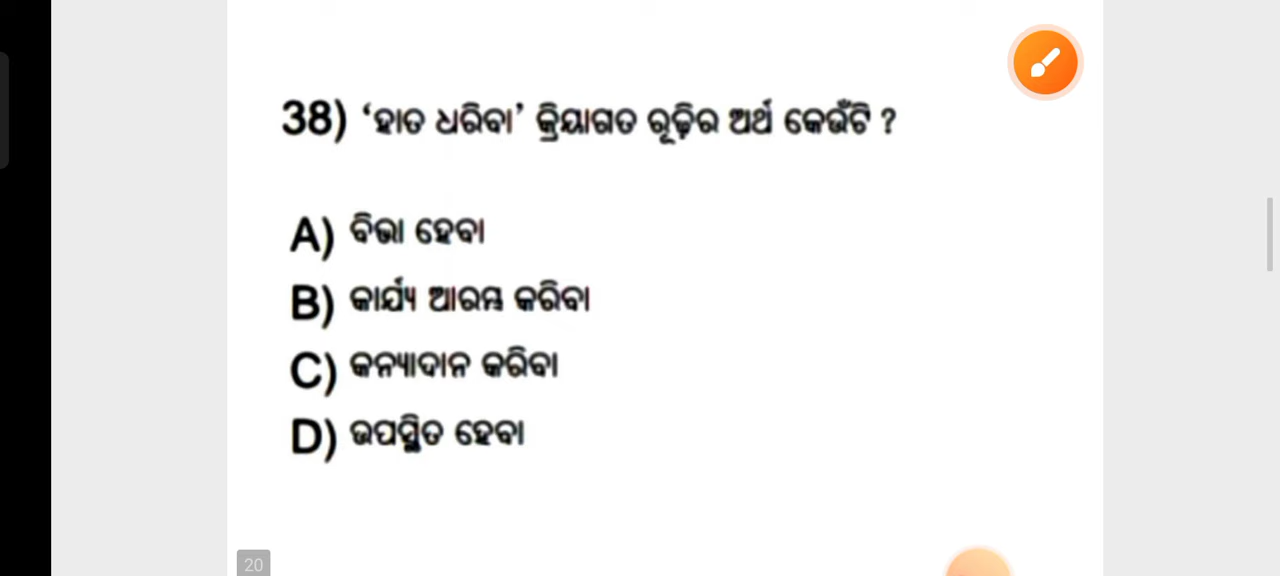 38) ‘ହାତ ଧରିବା’ କ୍ରିୟାଗତ ରୂଢ଼ିର ଅର୍ଥ କେଉଁଟି ?
A) ବିଭା ହେବା
B) କାର୍ଯ୍ୟ ଆରମ୍ଭ କରିବା
C) କନ୍ୟାଦାନ କରିବା
D) ଉପସ୍ଥିତ ହେବା
20